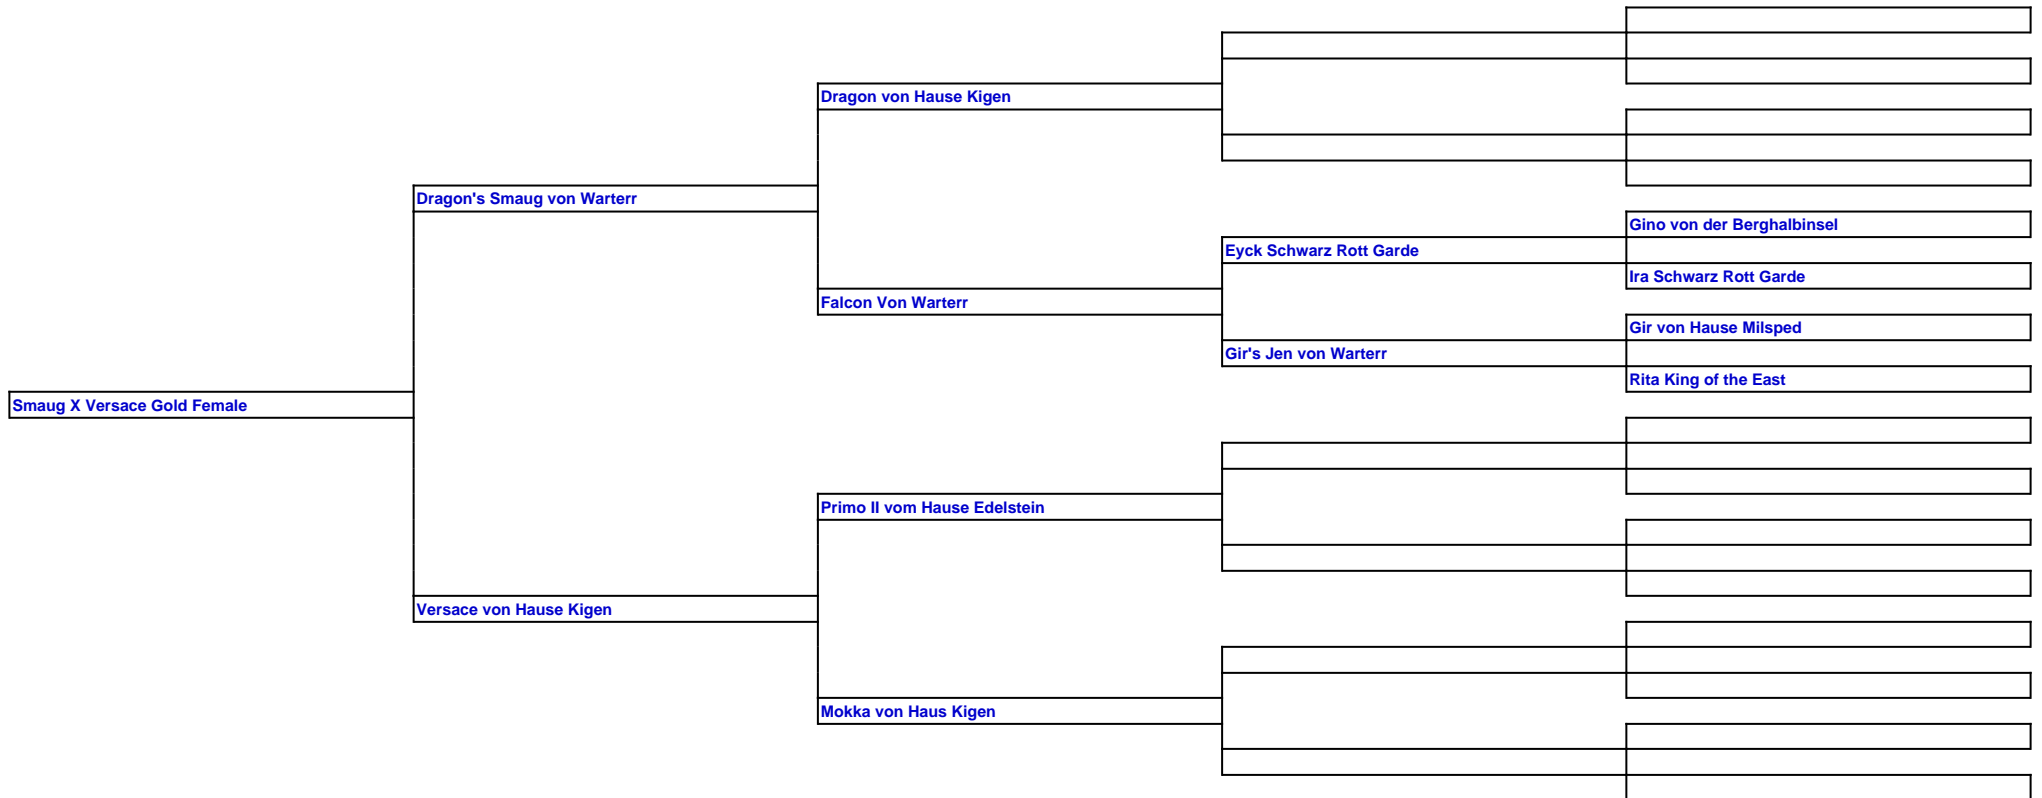 Dragon von Hause Kigen
Dragon's Smaug von Warterr
Gino von der Berghalbinsel
Eyck Schwarz Rott Garde
Ira Schwarz Rott Garde
Falcon Von Warterr
Gir von Hause Milsped
Gir's Jen von Warterr
Rita King of the East
Smaug X Versace Gold Female
Primo II vom Hause Edelstein
Versace von Hause Kigen
Mokka von Haus Kigen